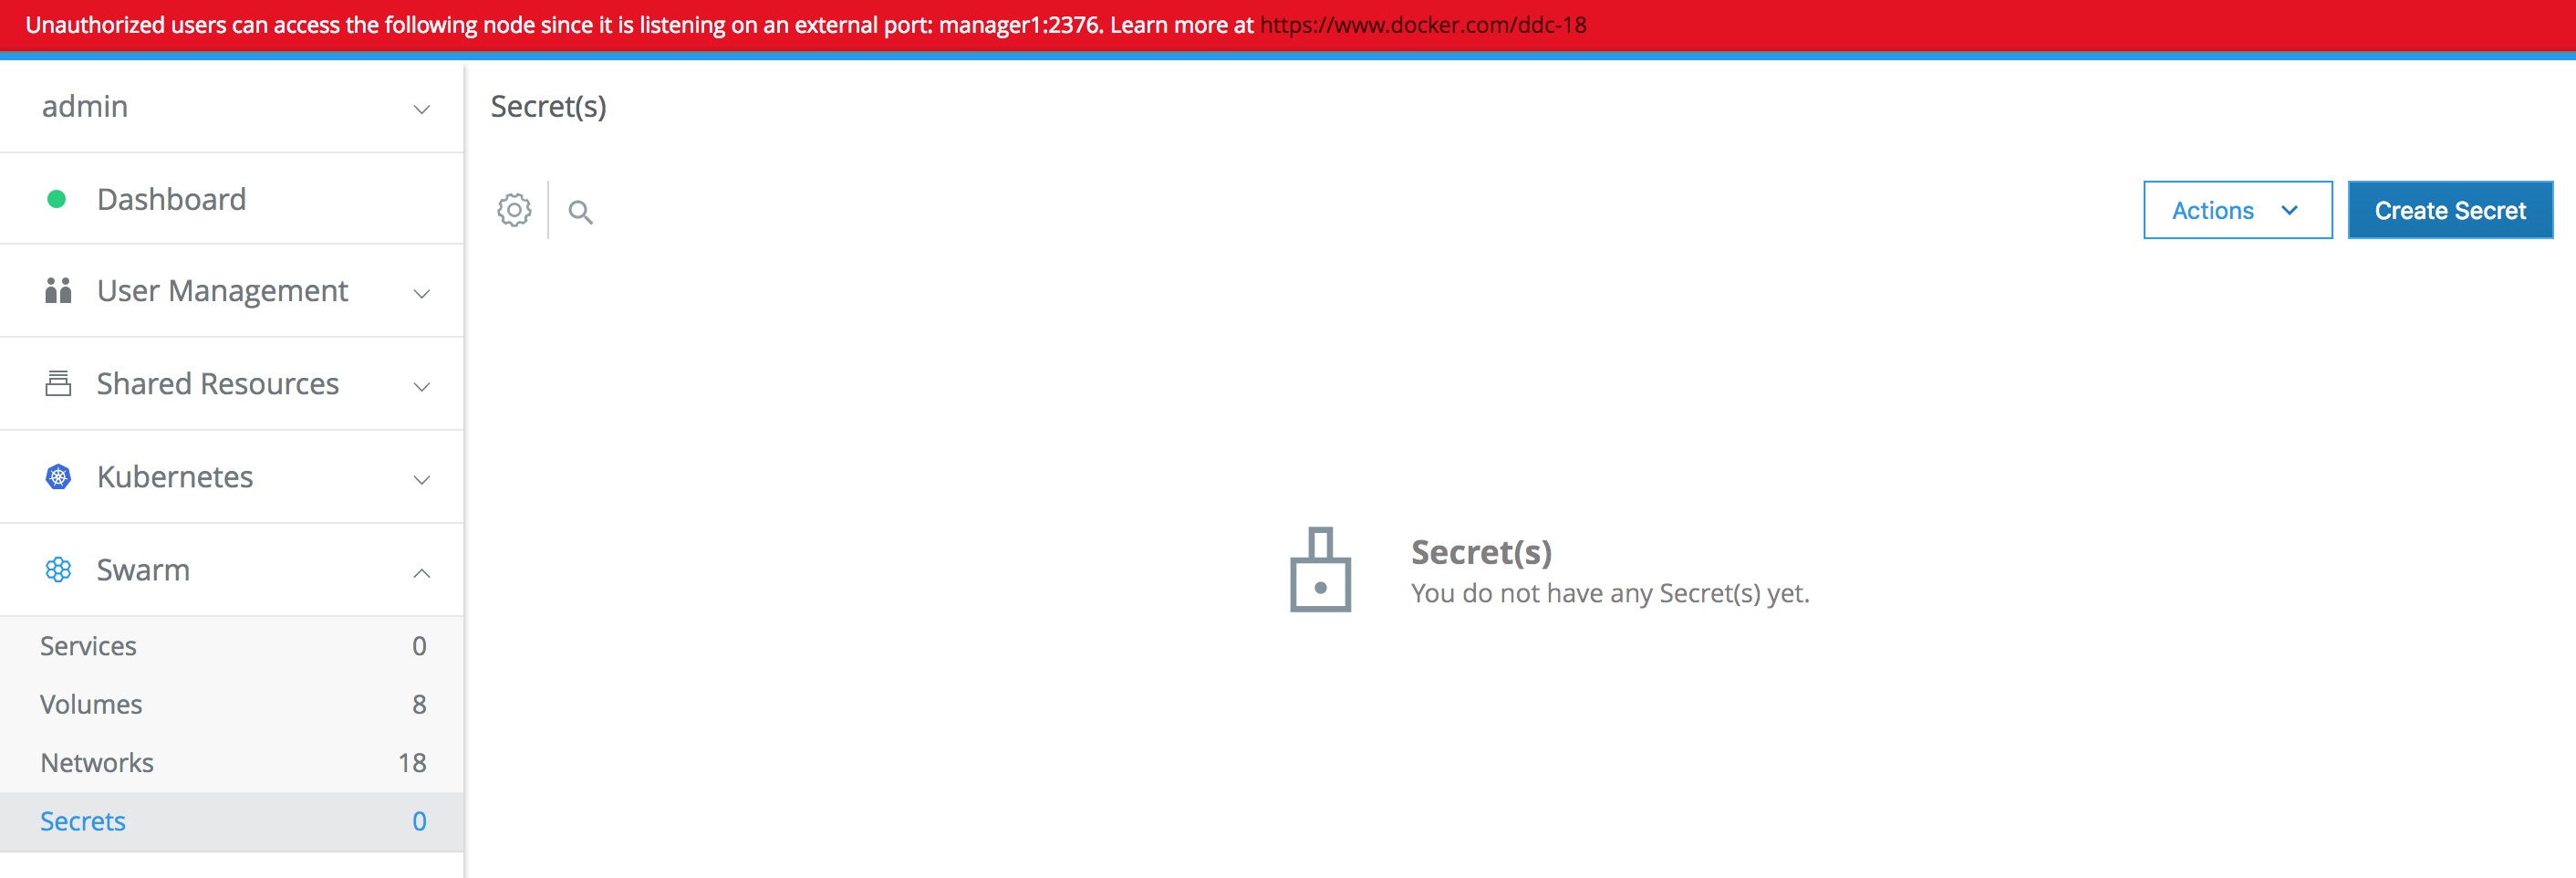 Unauthorized users can access the following node since it is listening on an external port: manager1:2376. Learn more at https://www.docker.com/ddc-18
admin
Secret(s)
Dashboard
Actions
Create Secret
User Management
Shared Resources
Kubernetes
Swarm
Secret(s)
You do not have any Secret(s) yet.
Services 0
Volumes 8
Networks 18
Secrets 0